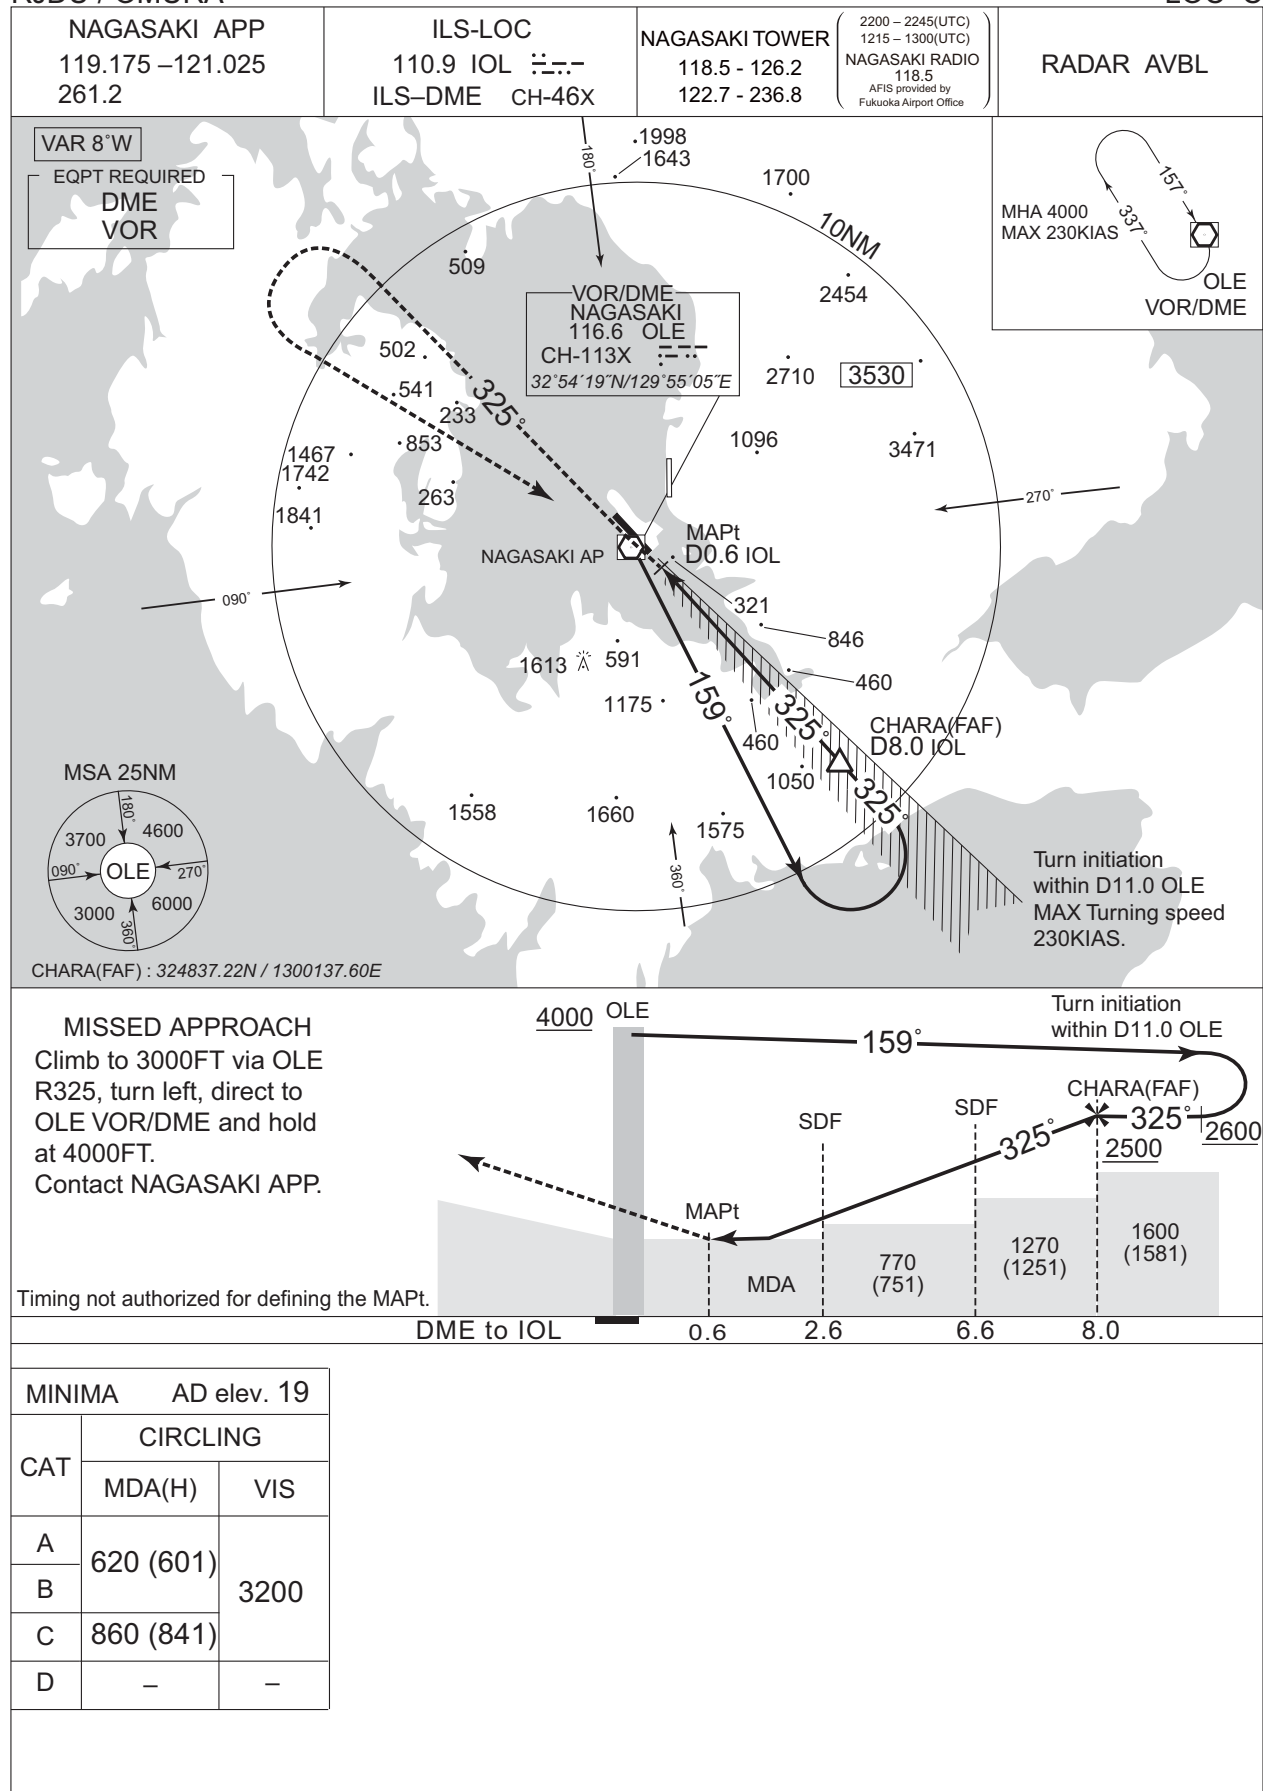 RJDU / OMURA
LOC C
NAGASAKI APP
119.175 –121.025
261.2
ILS-LOC
110.9 IOL
ILS–DME CH-46X
NAGASAKI TOWER
118.5 - 126.2
122.7 - 236.8
2200 – 2245(UTC)
1215 – 1300(UTC)
NAGASAKI RADIO
118.5
AFIS provided by
Fukuoka Airport Office
RADAR AVBL
VAR 8˚W
EQPT REQUIRED
DME
VOR
180˚
1998
1643
1700
10NM
509
2454
MHA 4000
MAX 230KIAS
157˚
337˚
OLE
VOR/DME
VOR/DME
NAGASAKI
116.6 OLE
CH-113X
32˚54´19˝N/129˚55´05˝E
502
541
233
325˚
2710
3530
853
1467
1742
1096
3471
263
1841
270˚
NAGASAKI AP
MAPt
D0.6 IOL
090˚
321
846
1613
591
460
1175
159˚
325˚
460
CHARA(FAF)
D8.0 IOL
1050
325˚
MSA 25NM
180˚
3700
4600
090˚
OLE
270˚
3000
6000
360˚
1558
1660
1575
360˚
Turn initiation
within D11.0 OLE
MAX Turning speed
230KIAS.
CHARA(FAF) : 324837.22N / 1300137.60E
MISSED APPROACH
Climb to 3000FT via OLE
R325, turn left, direct to
OLE VOR/DME and hold
at 4000FT.
Contact NAGASAKI APP.
4000
OLE
159˚
Turn initiation
within D11.0 OLE
CHARA(FAF)
SDF
SDF
325˚
325˚
2500
2600
MAPt
MDA
770
(751)
1270
(1251)
1600
(1581)
Timing not authorized for defining the MAPt.
DME to IOL
0.6
2.6
6.6
8.0
MINIMA AD elev. 19
CAT
CIRCLING
MDA(H)
VIS
A
620 (601)
B
3200
C
860 (841)
D
–
–